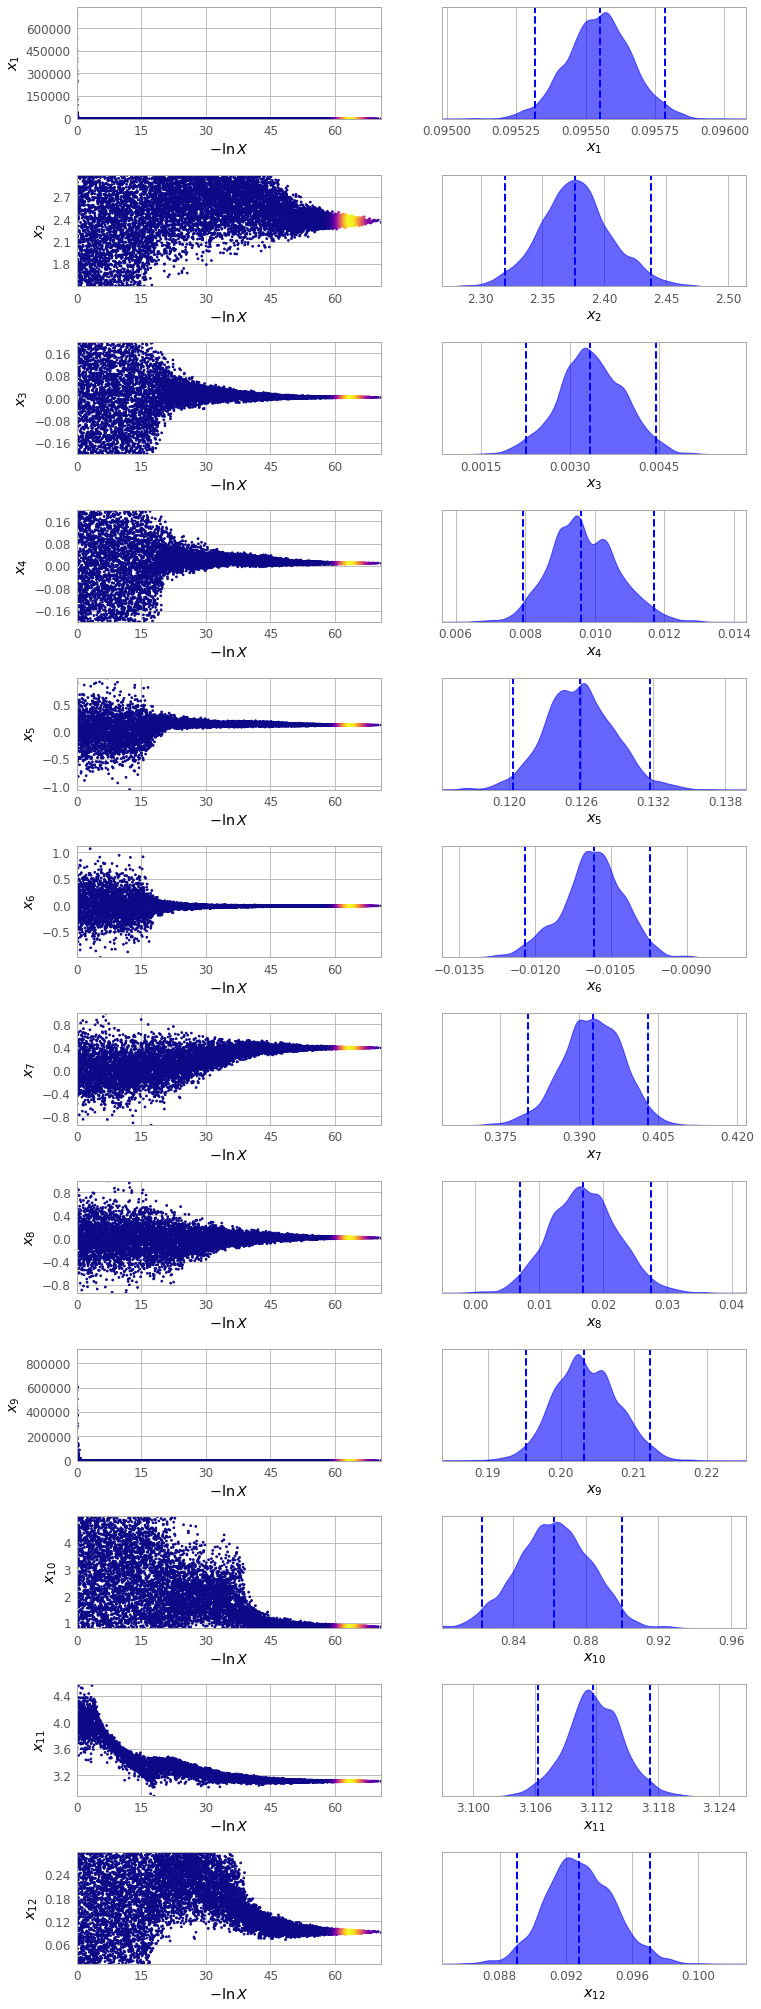 x₁
600000
450000
300000
150000
0
0 15 30 45 60
−ln X
0.09500 0.09525 0.09550 0.09575 0.09600
x₁
x₂
2.7
2.4
2.1
1.8
0 15 30 45 60
−ln X
2.30 2.35 2.40 2.45 2.50
x₂
x₃
0.16
0.08
0.00
−0.08
−0.16
0 15 30 45 60
−ln X
0.0015 0.0030 0.0045
x₃
x₄
0.16
0.08
0.00
−0.08
−0.16
0 15 30 45 60
−ln X
0.006 0.008 0.010 0.012 0.014
x₄
x₅
0.5
0.0
−0.5
−1.0
0 15 30 45 60
−ln X
0.120 0.126 0.132 0.138
x₅
x₆
1.0
0.5
0.0
−0.5
0 15 30 45 60
−ln X
−0.0135 −0.0120 −0.0105 −0.0090
x₆
x₇
0.8
0.4
0.0
−0.4
−0.8
0 15 30 45 60
−ln X
0.375 0.390 0.405 0.420
x₇
x₈
0.8
0.4
0.0
−0.4
−0.8
0 15 30 45 60
−ln X
0.00 0.01 0.02 0.03 0.04
x₈
x₉
800000
600000
400000
200000
0
0 15 30 45 60
−ln X
0.19 0.20 0.21 0.22
x₉
x₁₀
4
3
2
1
0 15 30 45 60
−ln X
0.84 0.88 0.92 0.96
x₁₀
x₁₁
4.4
4.0
3.6
3.2
0 15 30 45 60
−ln X
3.100 3.106 3.112 3.118 3.124
x₁₁
x₁₂
0.24
0.18
0.12
0.06
0 15 30 45 60
−ln X
0.088 0.092 0.096 0.100
x₁₂